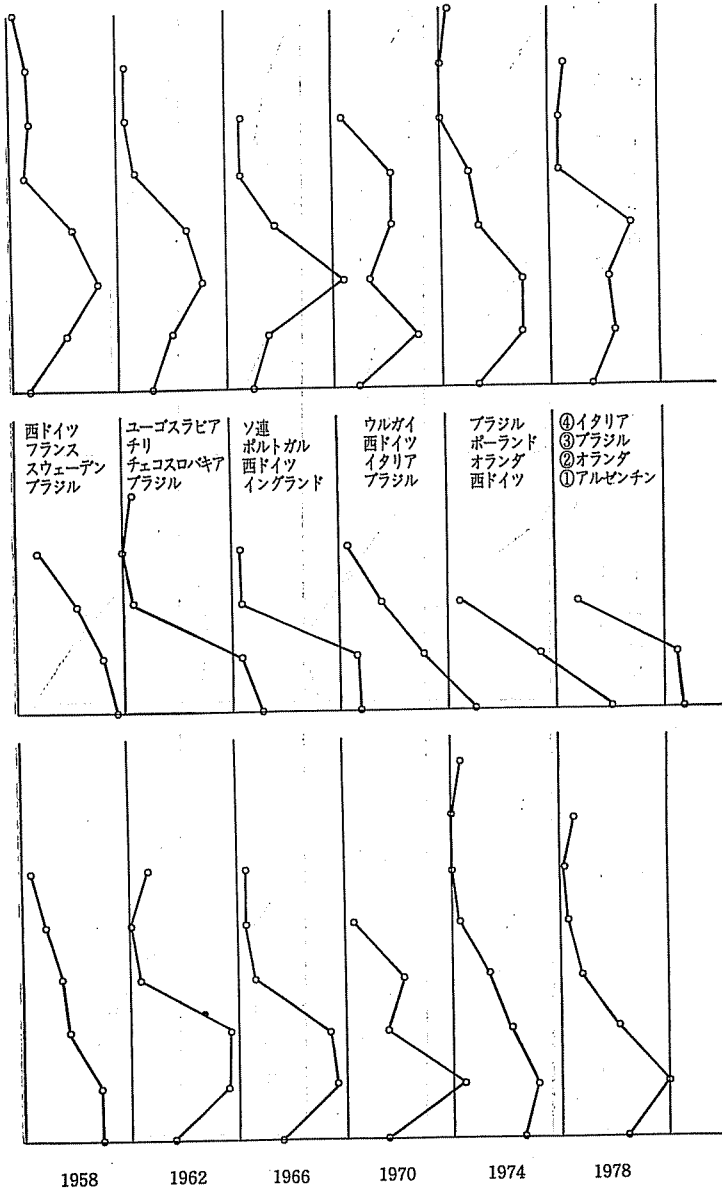 西ドイツ
フランス
スウェーデン
ブラジル
ユーゴスラビア
チリ
チェコスロバキア
ブラジル
ソ連
ポルトガル
西ドイツ
イングランド
ウルガイ
西ドイツ
イタリア
ブラジル
ブラジル
ポーランド
オランダ
西ドイツ
④イタリア
③ブラジル
②オランダ
①アルゼンチン
1958 1962 1966 1970 1974 1978